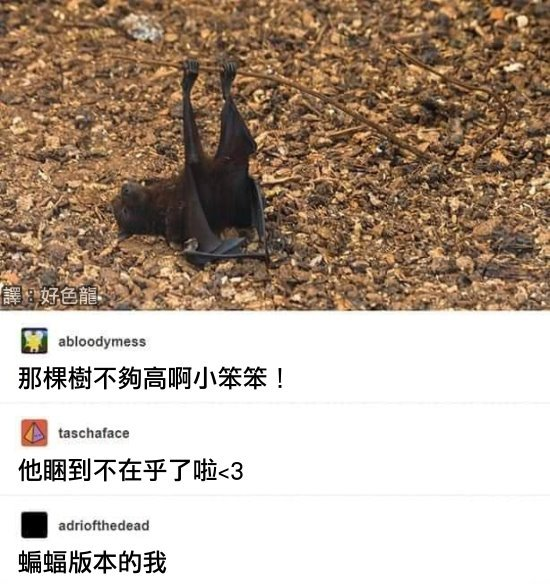 譯：好色龍
abloodymess
那棵樹不夠高啊小笨笨！
taschaface
他睏到不在乎了啦<3
adriofthedead
蝙蝠版本的我